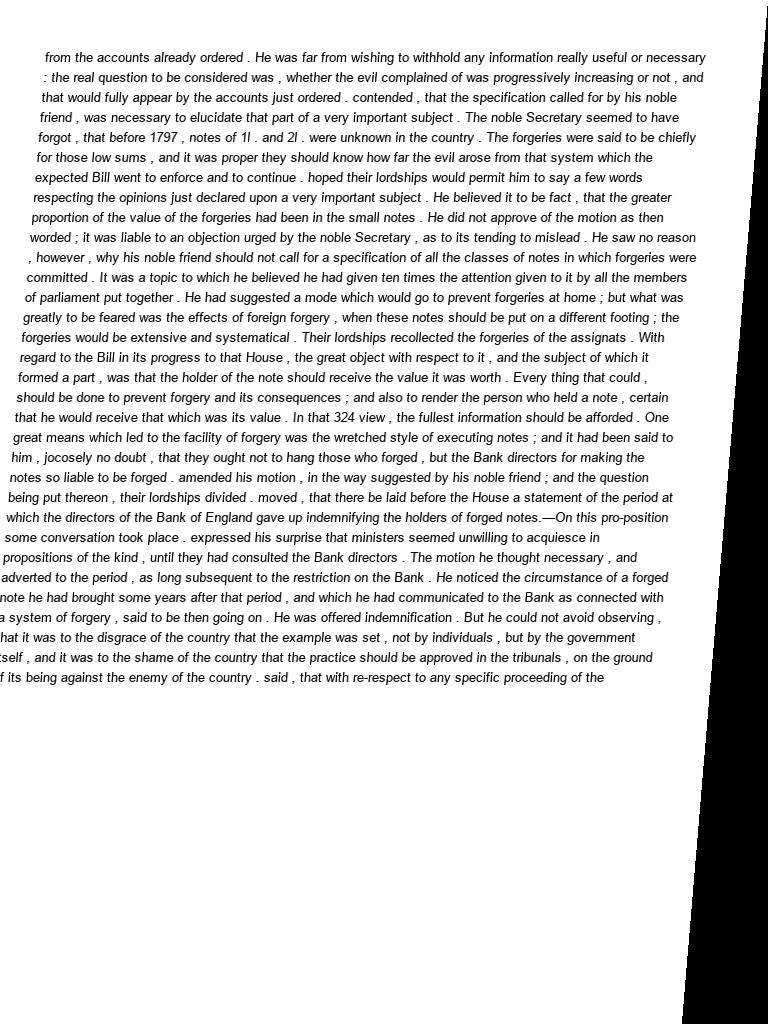 from the accounts already ordered . He was far from wishing to withhold any information really useful or necessary
: the real question to be considered was , whether the evil complained of was progressively increasing or not , and
that would fully appear by the accounts just ordered . contended , that the specification called for by his noble
friend , was necessary to elucidate that part of a very important subject . The noble Secretary seemed to have
forgot , that before 1797 , notes of 1l . and 2l . were unknown in the country . The forgeries were said to be chiefly
for those low sums , and it was proper they should know how far the evil arose from that system which the
expected Bill went to enforce and to continue . hoped their lordships would permit him to say a few words
respecting the opinions just declared upon a very important subject . He believed it to be fact , that the greater
proportion of the value of the forgeries had been in the small notes . He did not approve of the motion as then
worded ; it was liable to an objection urged by the noble Secretary , as to its tending to mislead . He saw no reason
, however , why his noble friend should not call for a specification of all the classes of notes in which forgeries were
committed . It was a topic to which he believed he had given ten times the attention given to it by all the members
of parliament put together . He had suggested a mode which would go to prevent forgeries at home ; but what was
greatly to be feared was the effects of foreign forgery , when these notes should be put on a different footing ; the
forgeries would be extensive and systematical . Their lordships recollected the forgeries of the assignats . With
regard to the Bill in its progress to that House , the great object with respect to it , and the subject of which it
formed a part , was that the holder of the note should receive the value it was worth . Every thing that could ,
should be done to prevent forgery and its consequences ; and also to render the person who held a note , certain
that he would receive that which was its value . In that 324 view , the fullest information should be afforded . One
great means which led to the facility of forgery was the wretched style of executing notes ; and it had been said to
him , jocosely no doubt , that they ought not to hang those who forged , but the Bank directors for making the
notes so liable to be forged . amended his motion , in the way suggested by his noble friend ; and the question
being put thereon , their lordships divided . moved , that there be laid before the House a statement of the period at
which the directors of the Bank of England gave up indemnifying the holders of forged notes.—On this pro-position
some conversation took place . expressed his surprise that ministers seemed unwilling to acquiesce in
propositions of the kind , until they had consulted the Bank directors . The motion he thought necessary , and
adverted to the period , as long subsequent to the restriction on the Bank . He noticed the circumstance of a forged
note he had brought some years after that period , and which he had communicated to the Bank as connected with
a system of forgery , said to be then going on . He was offered indemnification . But he could not avoid observing ,
hat it was to the disgrace of the country that the example was set , not by individuals , but by the government
tself , and it was to the shame of the country that the practice should be approved in the tribunals , on the ground
f its being against the enemy of the country . said , that with re-respect to any specific proceeding of the